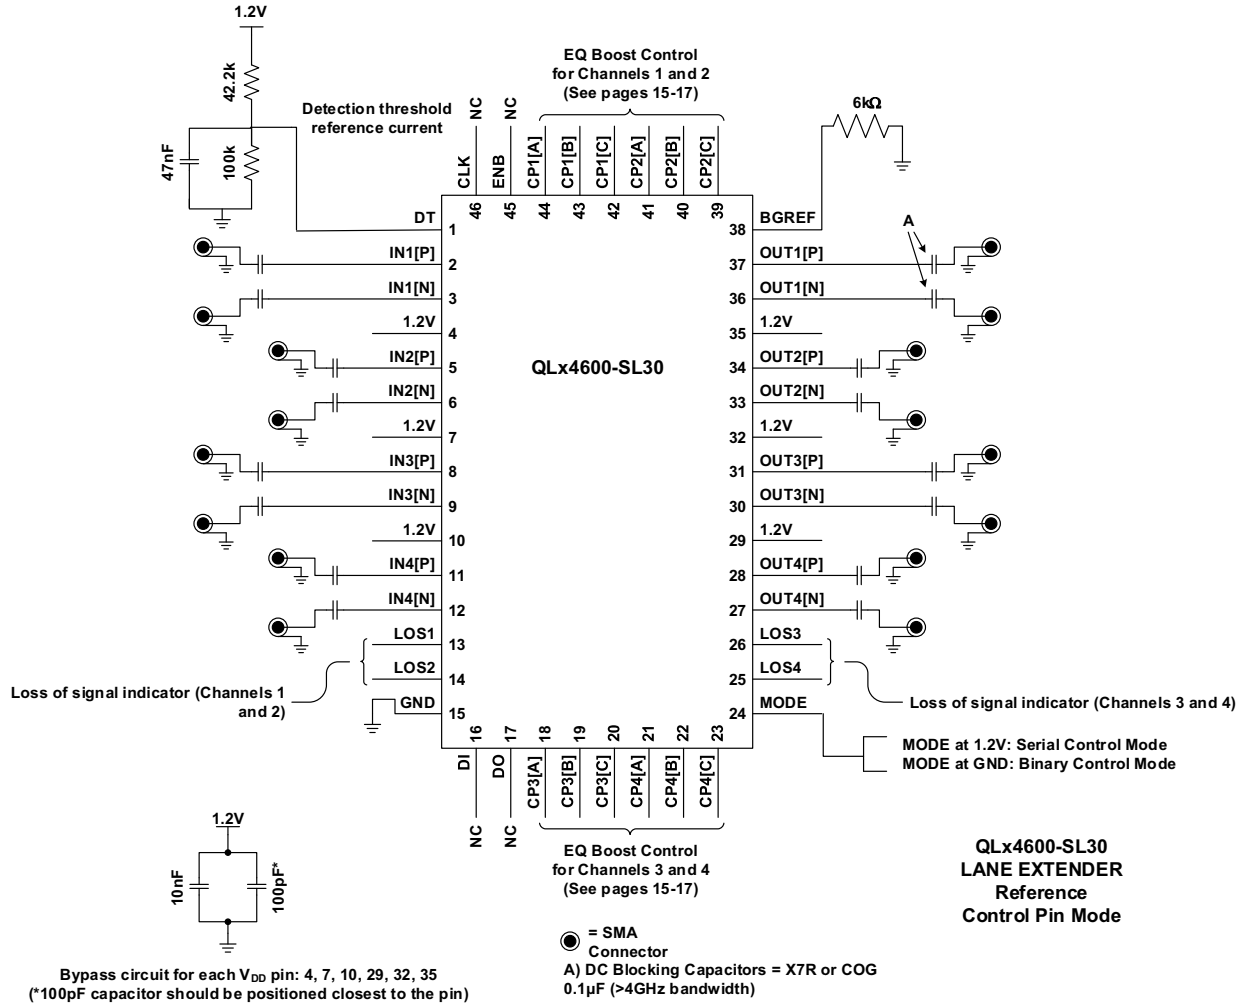 1.2V
42.2k
47nF
100k
Detection threshold
reference current
EQ Boost Control
for Channels 1 and 2
(See pages 15-17)
6kΩ
NC
NC
CLK
ENB
CP1[A]
CP1[B]
CP1[C]
CP2[A]
CP2[B]
CP2[C]
46
45
44
43
42
41
40
39
DT
1
IN1[P]
2
IN1[N]
3
1.2V
4
IN2[P]
5
IN2[N]
6
1.2V
7
IN3[P]
8
IN3[N]
9
1.2V
10
IN4[P]
11
IN4[N]
12
LOS1
13
LOS2
14
GND
15
Loss of signal indicator (Channels 1
and 2)
QLx4600-SL30
BGREF
38
A
OUT1[P]
37
OUT1[N]
36
1.2V
35
OUT2[P]
34
OUT2[N]
33
1.2V
32
OUT3[P]
31
OUT3[N]
30
1.2V
29
OUT4[P]
28
OUT4[N]
27
LOS3
26
LOS4
25
MODE
24
Loss of signal indicator (Channels 3 and 4)
MODE at 1.2V: Serial Control Mode
MODE at GND: Binary Control Mode
16
17
18
19
20
21
22
23
DI
DO
CP3[A]
CP3[B]
CP3[C]
CP4[A]
CP4[B]
CP4[C]
NC
NC
EQ Boost Control
for Channels 3 and 4
(See pages 15-17)
1.2V
10nF
100pF*
Bypass circuit for each VDD pin: 4, 7, 10, 29, 32, 35
(*100pF capacitor should be positioned closest to the pin)
= SMA
Connector
A) DC Blocking Capacitors = X7R or COG
0.1µF (>4GHz bandwidth)
QLx4600-SL30
LANE EXTENDER
Reference
Control Pin Mode